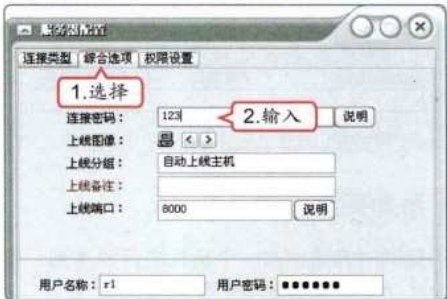 服务端配置
连接类型 综合选项 权限设置
1.选择
连接密码： 123 2.输入 说明
上线图像：
上线分组： 自动上线主机
上线备注：
上线端口： 8000 说明
用户名称： r1 用户密码： ●●●●●●